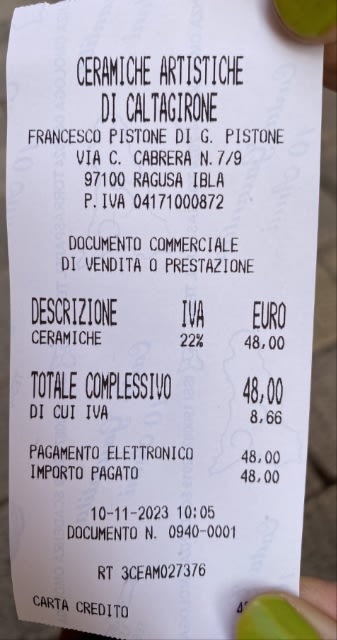 CERAMICHE ARTISTICHE
DI CALTAGIRONE
FRANCESCO PISTONE DI G. PISTONE
VIA C. CABRERA N.7/9
97100 RAGUSA IBLA
P.IVA 04171000872
DOCUMENTO COMMERCIALE
DI VENDITA O PRESTAZIONE
DESCRIZIONE IVA EURO
CERAMICHE 22% 48,00
TOTALE COMPLESSIVO 48,00
DI CUI IVA 8,66
PAGAMENTO ELETTRONICO 48,00
IMPORTO PAGATO 48,00
10-11-2023 10:05
DOCUMENTO N. 0940-0001
RT 3CEAM027376
CARTA CREDITO